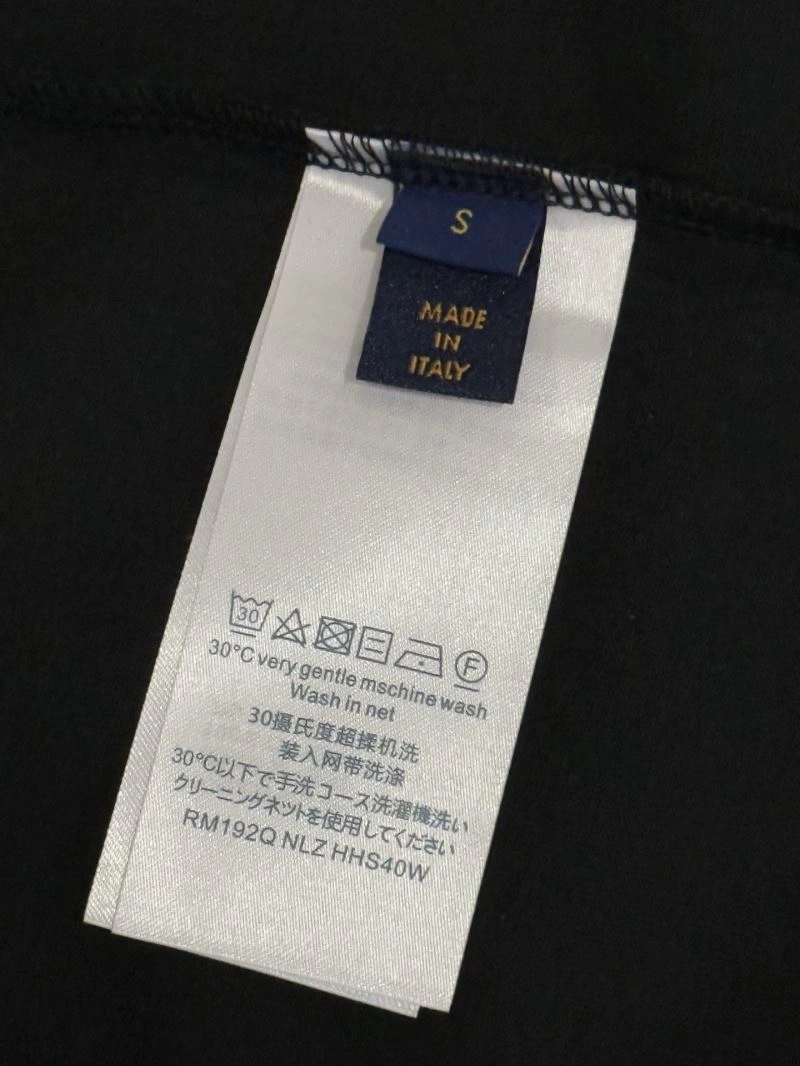 S
MADE
IN
ITALY
30
F
30°C very gentle mschine wash
Wash in net
30摄氏度超揉机洗
装入网带洗涤
30°C以下で手洗コース洗濯機洗い
クリーニングネットを使用してください
RM192Q NLZ HHS40W